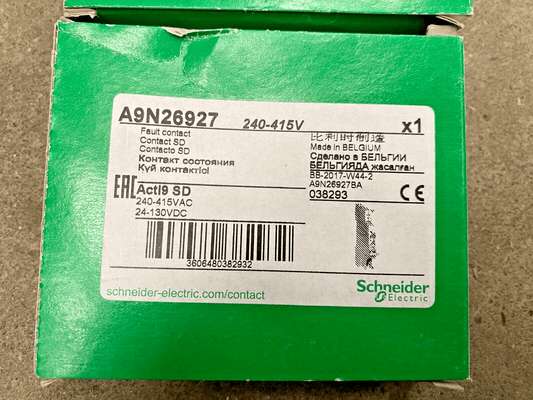 A9N26927 240-415V x1
Fault contact
Contact SD
Contacto SD
Контакт состояния
Күй контактісі
比利时制造
Made in BELGIUM
Сделано в БЕЛЬГИИ
БЕЛЬГИЯДА жасалған
BB-2017-W44-2
A9N26927BA
038293
CE
EAC
Acti9 SD
240-415VAC
24-130VDC
3606480382932
schneider-electric.com/contact
Schneider
Electric